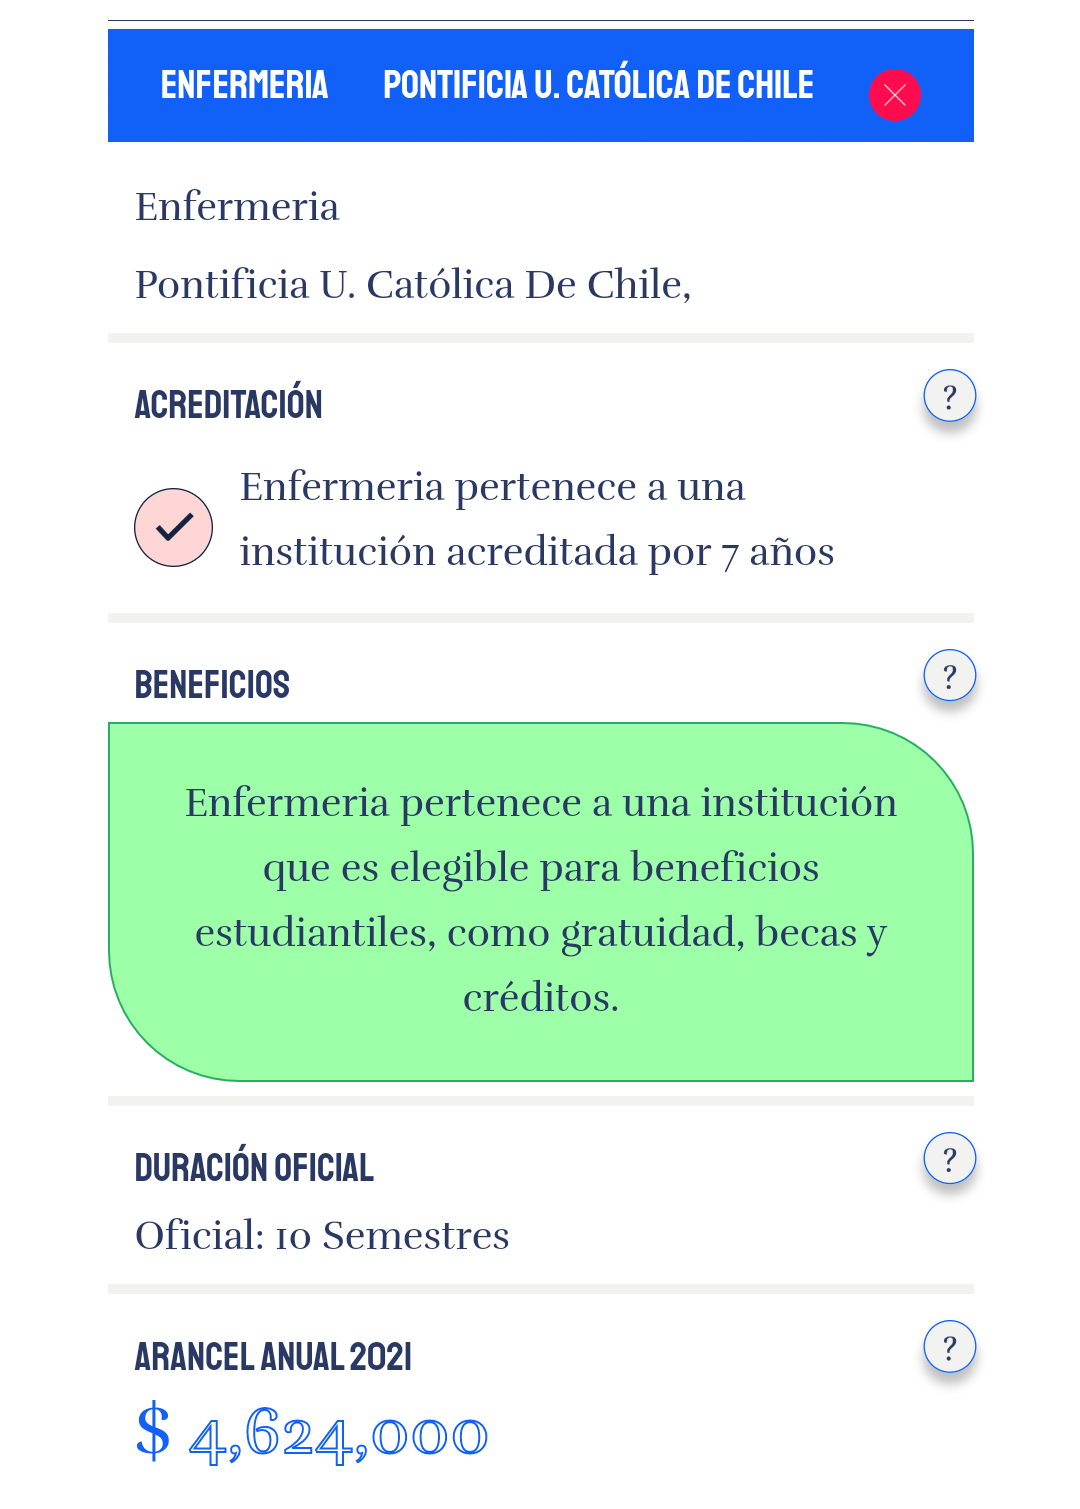 ENFERMERIA PONTIFICIA U. CATÓLICA DE CHILE
Enfermeria
Pontificia U. Católica De Chile,
ACREDITACIÓN ?
Enfermeria pertenece a una
institución acreditada por 7 años
BENEFICIOS ?
Enfermeria pertenece a una institución
que es elegible para beneficios
estudiantiles, como gratuidad, becas y
créditos.
DURACIÓN OFICIAL ?
Oficial: 10 Semestres
ARANCEL ANUAL 2021 ?
$ 4,624,000